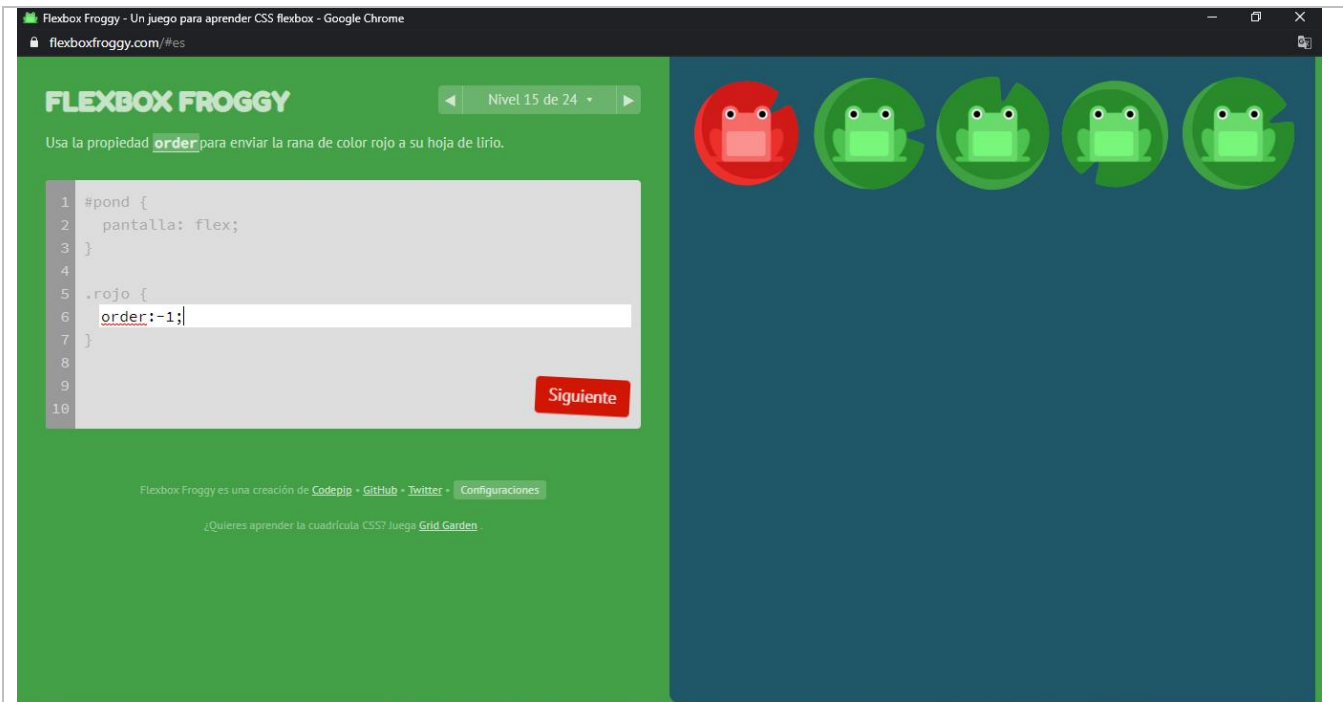 Flexbox Froggy - Un juego para aprender CSS flexbox - Google Chrome
flexboxfroggy.com/#es
FLEXBOX FROGGY
Nivel 15 de 24
Usa la propiedad order para enviar la rana de color rojo a su hoja de lirio.
1 #pond {
2 pantalla: flex;
3 }
4
5 .rojo {
6 order:-1;
7 }
8
9
10
Siguiente
Flexbox Froggy es una creación de Codepip • GitHub • Twitter • Configuraciones
¿Quieres aprender la cuadrícula CSS? Juega Grid Garden .